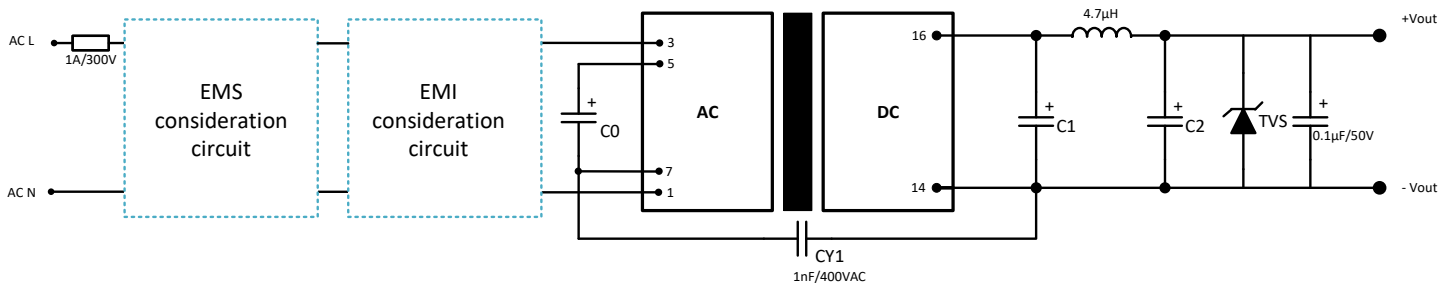 AC L
1A/300V
EMS
consideration
circuit
EMI
consideration
circuit
AC N
+
C0
3
5
7
1
AC
DC
16
14
4.7µH
+
C1
+
C2
TVS
+
0.1µF/50V
+Vout
- Vout
CY1
1nF/400VAC